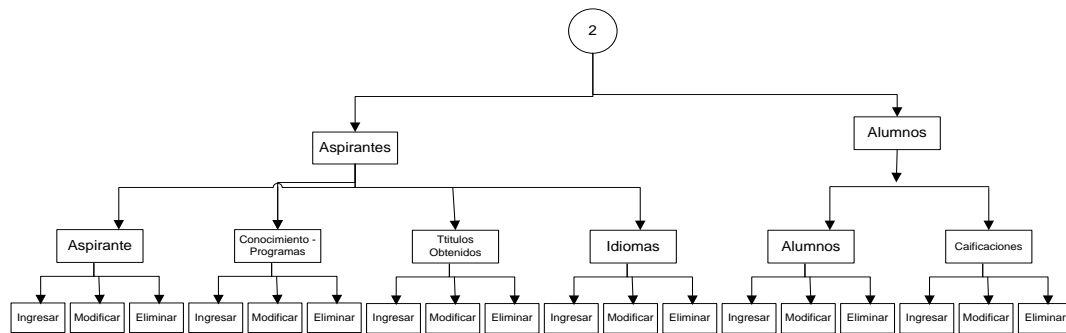 2
Aspirantes
Alumnos
Aspirante
Conocimiento -
Programas
Ttitulos
Obtenidos
Idiomas
Alumnos
Caificaciones
Ingresar
Modificar
Eliminar
Ingresar
Modificar
Eliminar
Ingresar
Modificar
Eliminar
Ingresar
Modificar
Eliminar
Ingresar
Modificar
Eliminar
Ingresar
Modificar
Eliminar